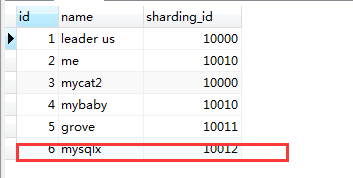 id name sharding_id
1 leader us 10000
2 me 10010
3 mycat2 10000
4 mybaby 10010
5 grove 10011
6 mysqlx 10012